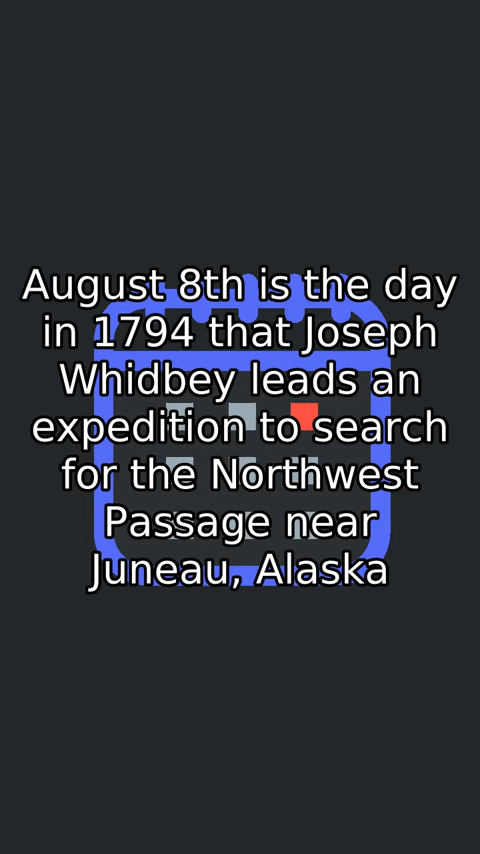 August 8th is the day
in 1794 that Joseph
Whidbey leads an
expedition to search
for the Northwest
Passage near
Juneau, Alaska